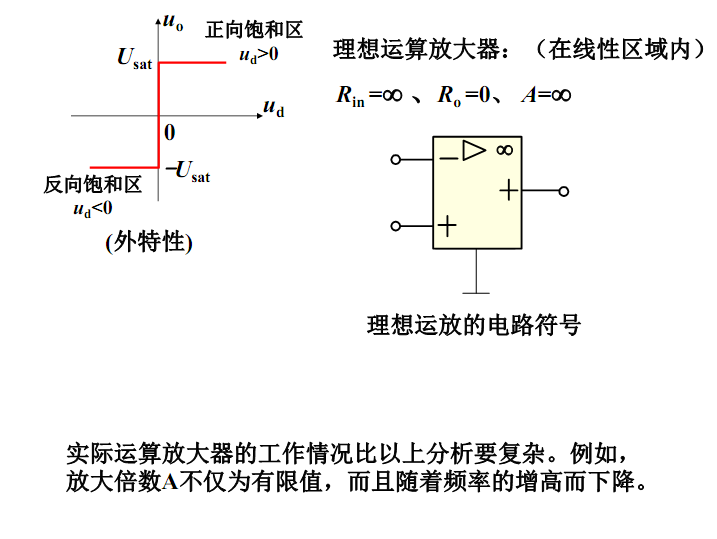 uo
正向饱和区
ud>0
Usat
ud
0
−Usat
反向饱和区
ud<0
(外特性)
理想运算放大器：（在线性区域内）
Rin=∞ 、Ro=0、 A=∞
− ▷ ∞
+
+
理想运放的电路符号
实际运算放大器的工作情况比以上分析要复杂。例如，
放大倍数A不仅为有限值，而且随着频率的增高而下降。